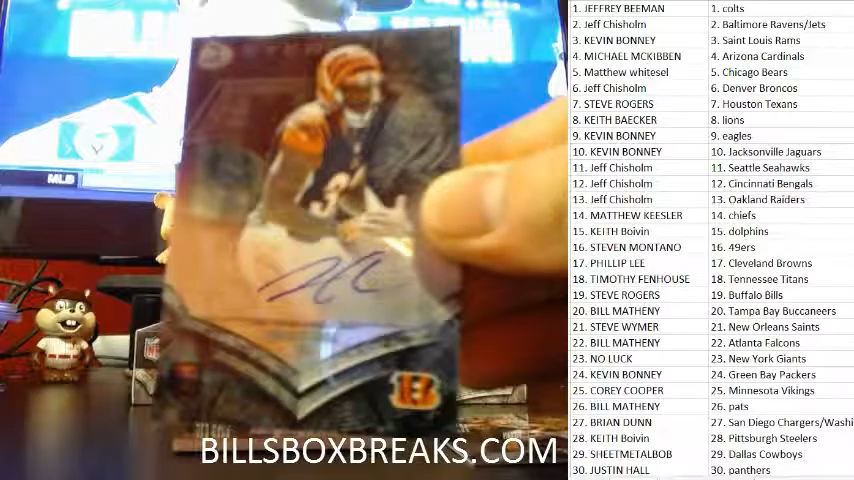 1. JEFFREY BEEMAN 1. colts
2. Jeff Chisholm 2. Baltimore Ravens/Jets
3. KEVIN BONNEY 3. Saint Louis Rams
4. MICHAEL MCKIBBEN 4. Arizona Cardinals
5. Matthew whitesel 5. Chicago Bears
6. Jeff Chisholm 6. Denver Broncos
7. STEVE ROGERS 7. Houston Texans
8. KEITH BAECKER 8. lions
9. KEVIN BONNEY 9. eagles
10. KEVIN BONNEY 10. Jacksonville Jaguars
11. Jeff Chisholm 11. Seattle Seahawks
12. Jeff Chisholm 12. Cincinnati Bengals
13. Jeff Chisholm 13. Oakland Raiders
14. MATTHEW KEESLER 14. chiefs
15. KEITH Boivin 15. dolphins
16. STEVEN MONTANO 16. 49ers
17. PHILLIP LEE 17. Cleveland Browns
18. TIMOTHY FENHOUSE 18. Tennessee Titans
19. STEVE ROGERS 19. Buffalo Bills
20. BILL MATHENY 20. Tampa Bay Buccaneers
21. STEVE WYMER 21. New Orleans Saints
22. BILL MATHENY 22. Atlanta Falcons
23. NO LUCK 23. New York Giants
24. KEVIN BONNEY 24. Green Bay Packers
25. COREY COOPER 25. Minnesota Vikings
26. BILL MATHENY 26. pats
27. BRIAN DUNN 27. San Diego Chargers/Washi
28. KEITH Boivin 28. Pittsburgh Steelers
29. SHEETMETALBOB 29. Dallas Cowboys
30. JUSTIN HALL 30. panthers
MLB
B
BILLSBOXBREAKS.COM